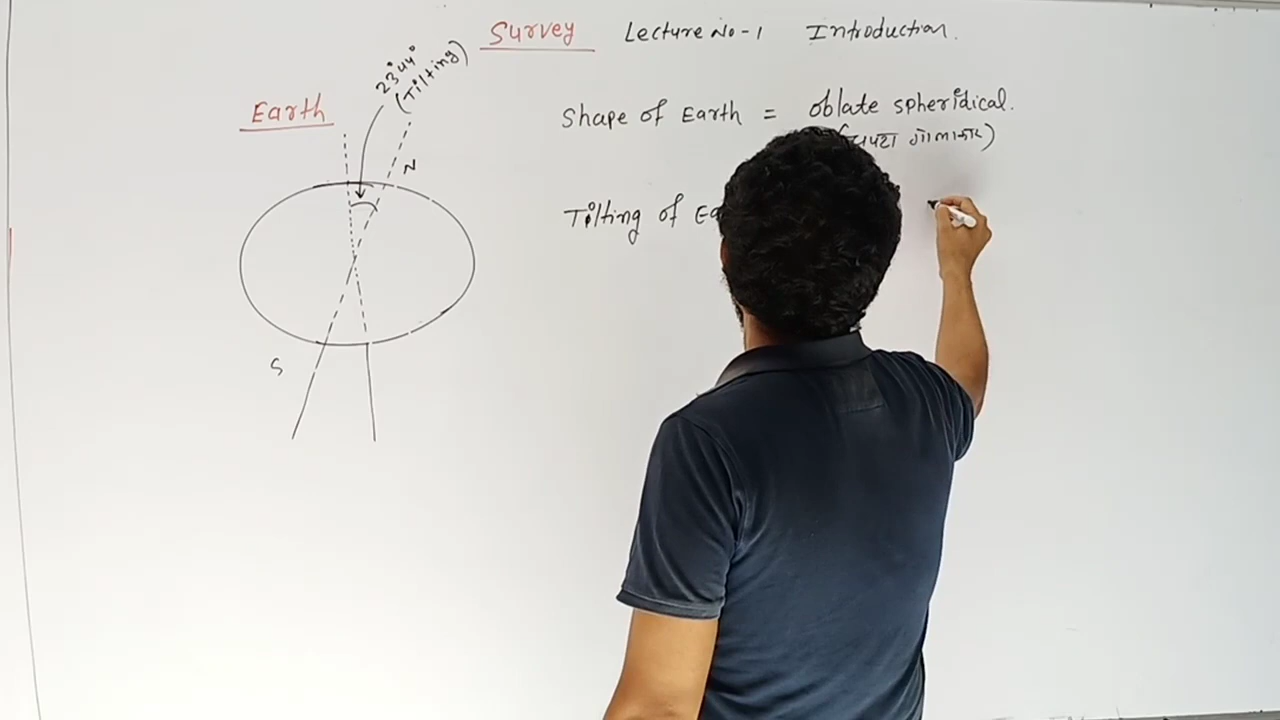 Survey Lecture No-1 Introduction.
23°44° (Tilting)
Earth
Shape of Earth = oblate spheridical.
N
Tilting of
S